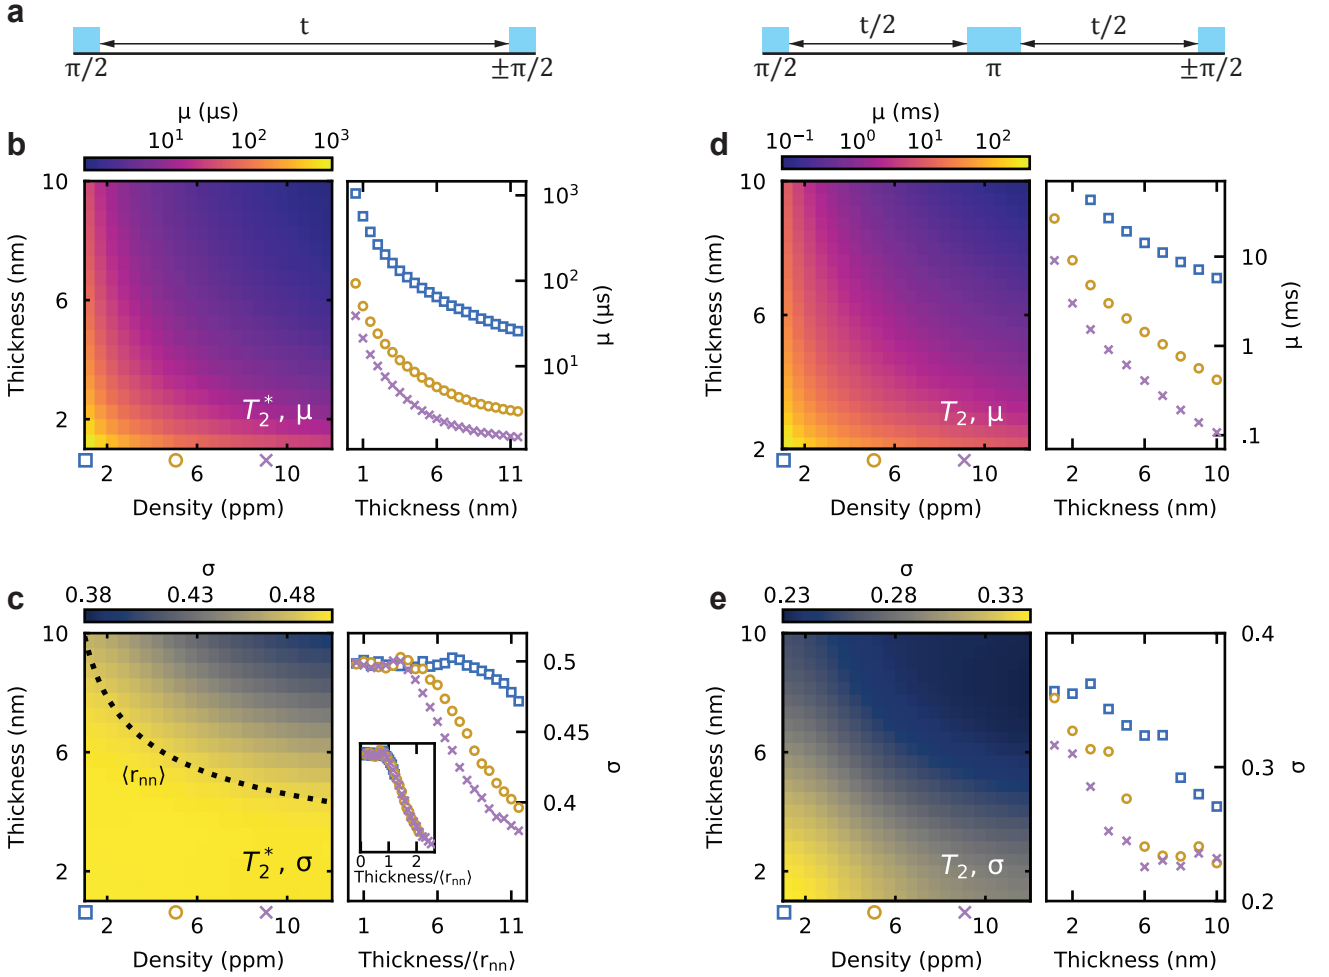 a
t
π/2
±π/2
t/2
t/2
π/2
π
±π/2
b
μ (μs)
10¹
10²
10³
10
6
2
Thickness (nm)
T₂*, μ
2
6
10
Density (ppm)
10³
10²
10¹
μ (μs)
1
6
11
Thickness (nm)
d
μ (ms)
10⁻¹
10⁰
10¹
10²
10
6
2
Thickness (nm)
T₂, μ
2
6
10
Density (ppm)
10
1
.1
μ (ms)
2
6
10
Thickness (nm)
c
σ
0.38
0.43
0.48
10
6
2
Thickness (nm)
⟨rₙₙ⟩
T₂*, σ
2
6
10
Density (ppm)
0.5
0.45
0.4
σ
0
1
2
Thickness/⟨rₙₙ⟩
1
6
11
Thickness/⟨rₙₙ⟩
e
σ
0.23
0.28
0.33
10
6
2
Thickness (nm)
T₂, σ
2
6
10
Density (ppm)
0.4
0.3
0.2
σ
2
6
10
Thickness (nm)